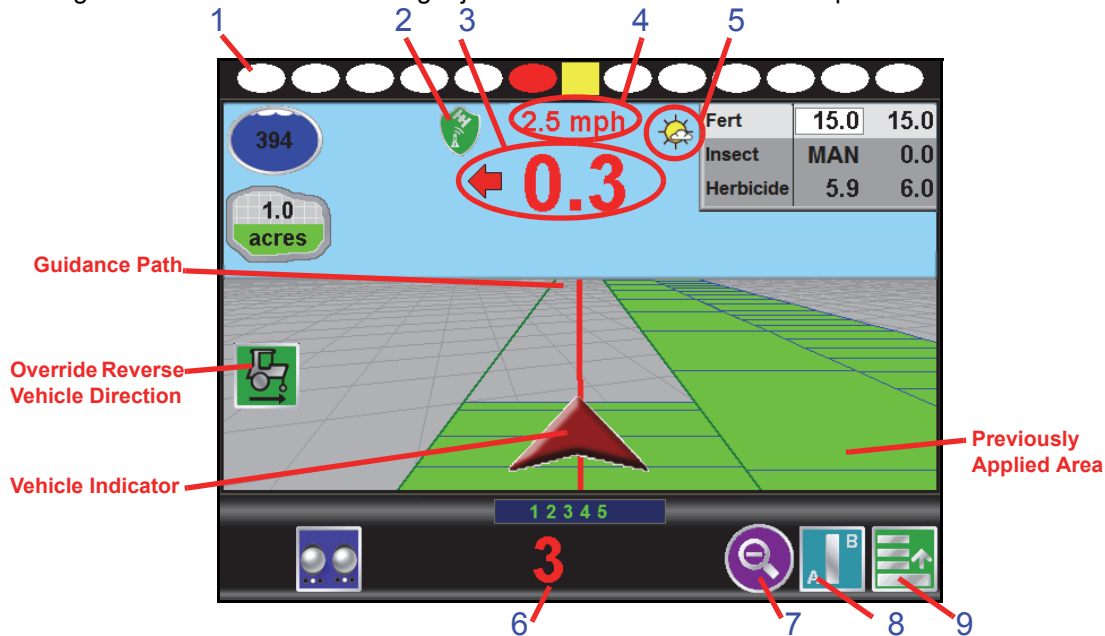 1 2 3 4 5
2.5 mph
394
0.3
Fert 15.0 15.0
Insect MAN 0.0
Herbicide 5.9 6.0
1.0
acres
Guidance Path
Override Reverse
Vehicle Direction
Vehicle Indicator
Previously
Applied Area
1 2 3 4 5
3
A B
6 7 8 9